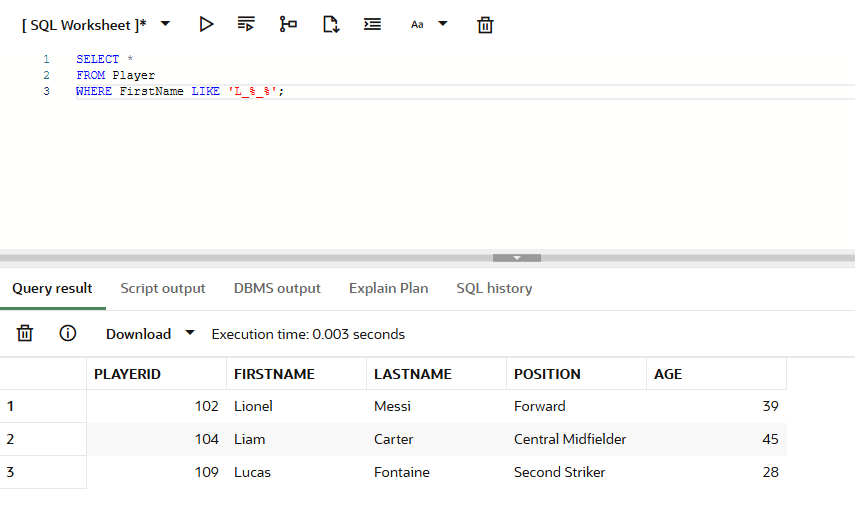 [ SQL Worksheet ]* Aa
1 SELECT *
2 FROM Player
3 WHERE FirstName LIKE 'L_%_%';
Query result Script output DBMS output Explain Plan SQL history
Download Execution time: 0.003 seconds
PLAYERID FIRSTNAME LASTNAME POSITION AGE
1 102 Lionel Messi Forward 39
2 104 Liam Carter Central Midfielder 45
3 109 Lucas Fontaine Second Striker 28